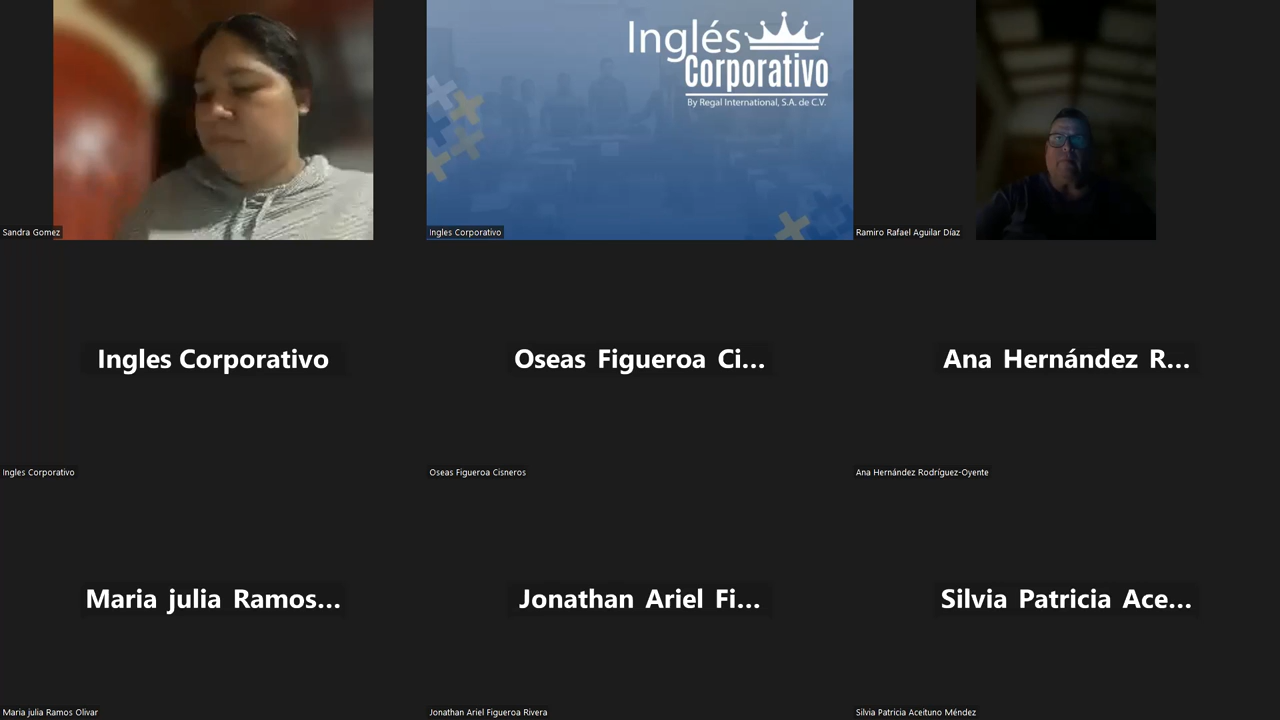 Inglés
Corporativo
By Regal International, S.A. de C.V.
Sandra Gomez
Ingles Corporativo
Ramiro Rafael Aguilar Díaz
Ingles Corporativo
Oseas Figueroa Ci...
Ana Hernández R...
Ingles Corporativo
Oseas Figueroa Cisneros
Ana Hernández Rodríguez-Oyente
Maria julia Ramos...
Jonathan Ariel Fi...
Silvia Patricia Ace...
Maria julia Ramos Olivar
Jonathan Ariel Figueroa Rivera
Silvia Patricia Aceituno Méndez